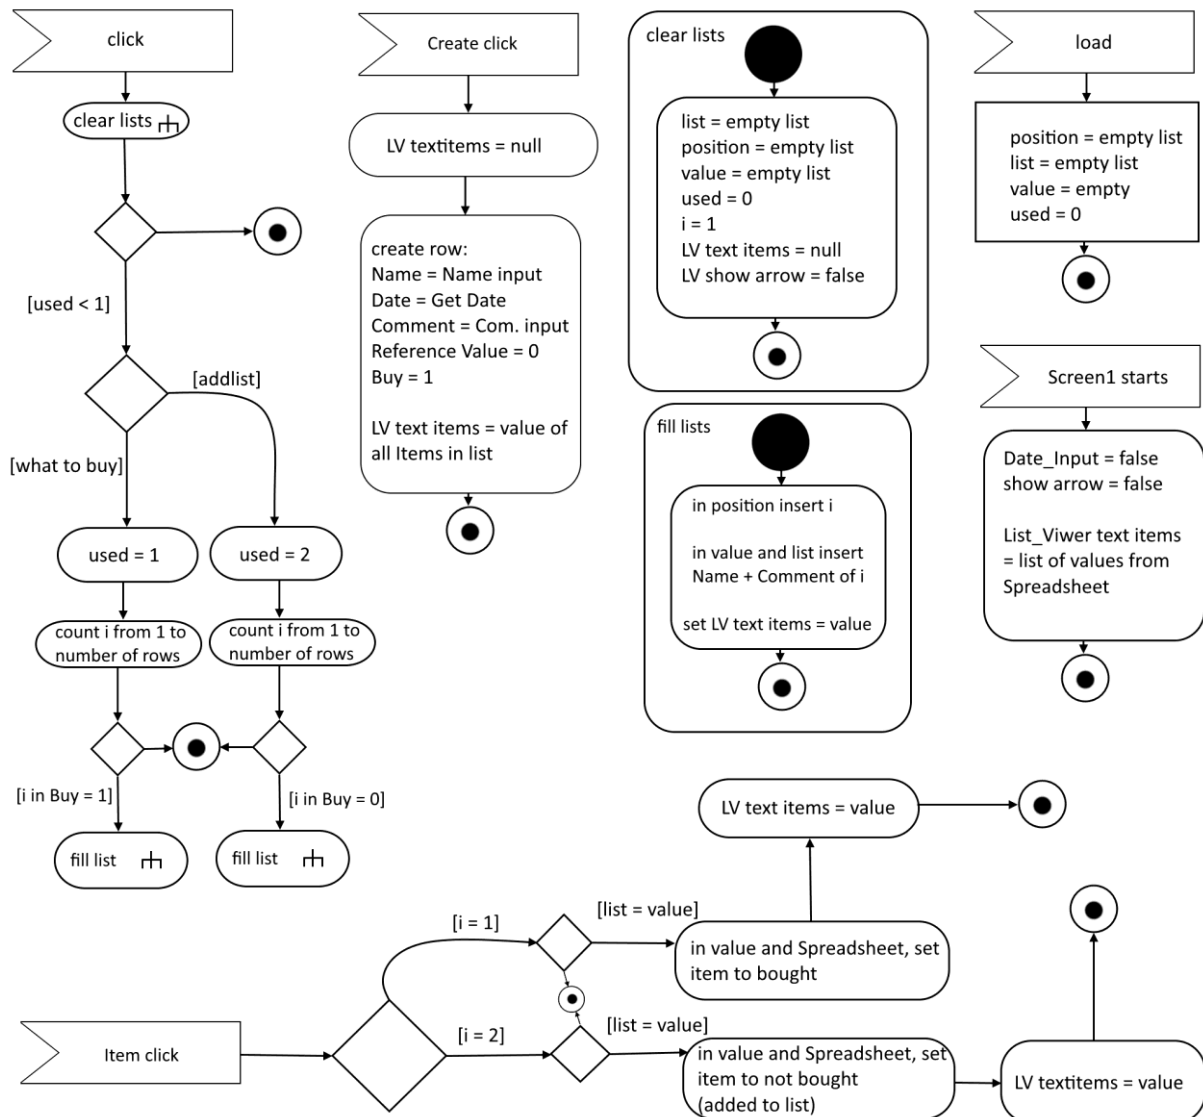 click
clear lists
[used < 1]
[addlist]
[what to buy]
used = 1
used = 2
count i from 1 to
number of rows
count i from 1 to
number of rows
[i in Buy = 1]
[i in Buy = 0]
fill list
fill list
Create click
LV textitems = null
create row:
Name = Name input
Date = Get Date
Comment = Com. input
Reference Value = 0
Buy = 1
LV text items = value of
all Items in list
clear lists
list = empty list
position = empty list
value = empty list
used = 0
i = 1
LV text items = null
LV show arrow = false
fill lists
in position insert i
in value and list insert
Name + Comment of i
set LV text items = value
load
position = empty list
list = empty list
value = empty
used = 0
Screen1 starts
Date_Input = false
show arrow = false
List_Viwer text items
= list of values from
Spreadsheet
Item click
[i = 1]
[list = value]
in value and Spreadsheet, set
item to bought
LV text items = value
[i = 2]
[list = value]
in value and Spreadsheet, set
item to not bought
(added to list)
LV textitems = value